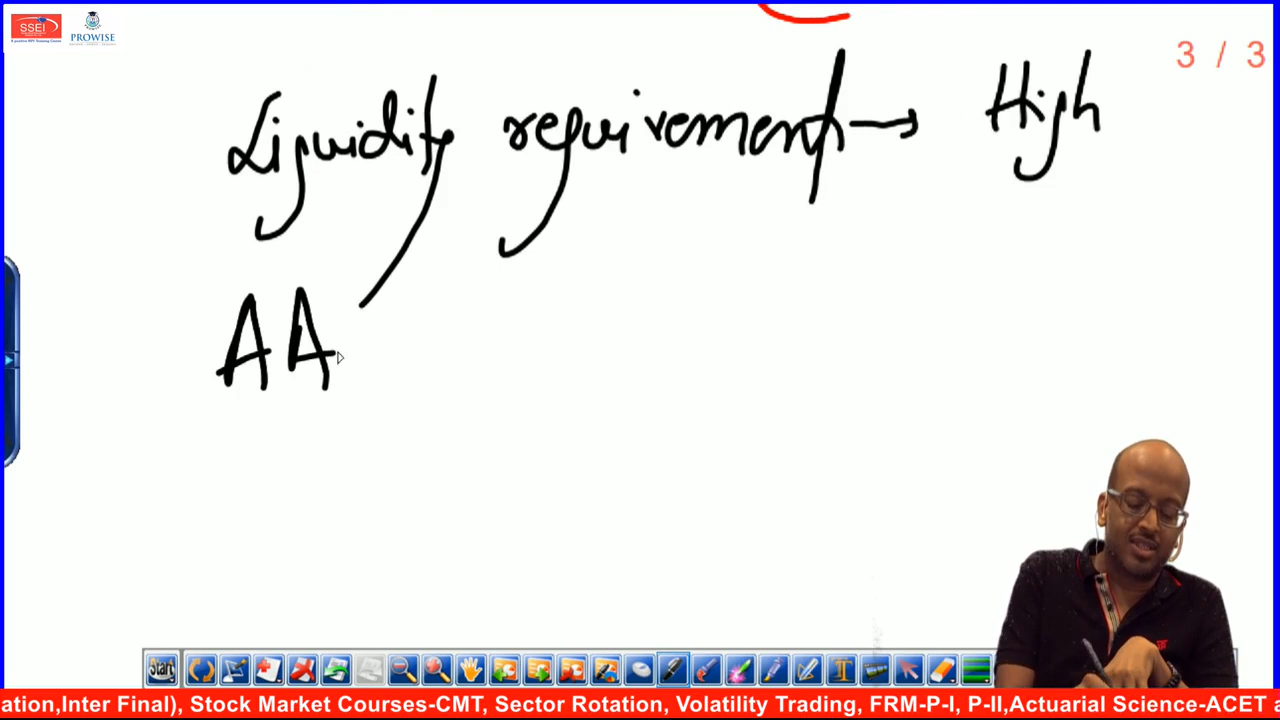 SSEI
PROWISE
3 / 3
Liquidity requirement → High
AA
Start
ation,Inter Final), Stock Market Courses-CMT, Sector Rotation, Volatility Trading, FRM-P-I, P-II,Actuarial Science-ACET a